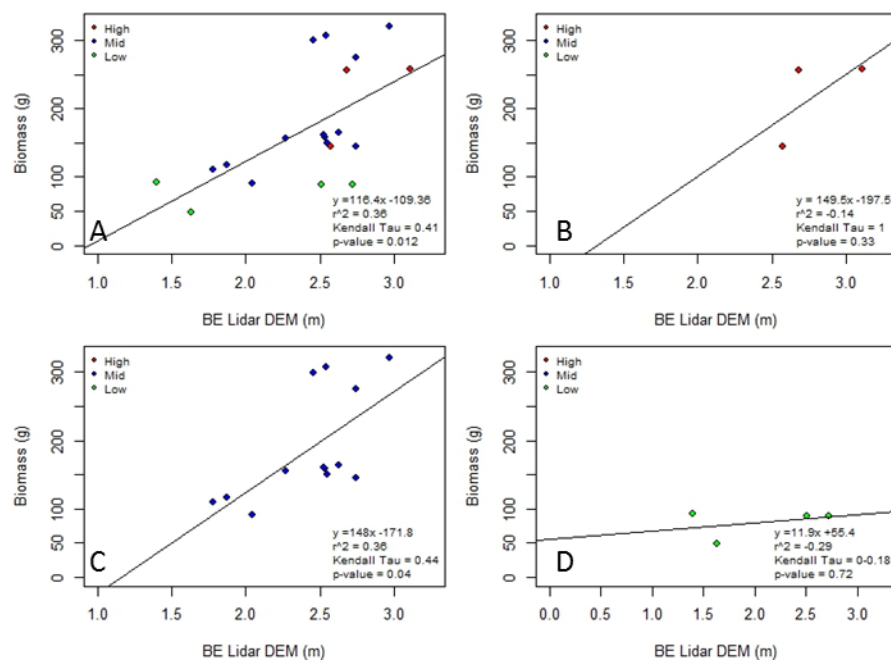 High
Mid
Low
Biomass (g)
300
200
100
50
0
A
y =116.4x -109.36
r^2 = 0.36
Kendall Tau = 0.41
p-value = 0.012
1.0 1.5 2.0 2.5 3.0
BE Lidar DEM (m)
High
Mid
Low
Biomass (g)
300
200
100
50
0
B
y =149.5x -197.5
r^2 = -0.14
Kendall Tau = 1
p-value = 0.33
1.0 1.5 2.0 2.5 3.0
BE Lidar DEM (m)
High
Mid
Low
Biomass (g)
300
200
100
50
0
C
y =148x -171.8
r^2 = 0.36
Kendall Tau = 0.44
p-value = 0.04
1.0 1.5 2.0 2.5 3.0
BE Lidar DEM (m)
High
Mid
Low
Biomass (g)
300
200
100
50
0
D
y =11.9x +55.4
r^2 = -0.29
Kendall Tau = 0-0.18
p-value = 0.72
0.0 0.5 1.0 1.5 2.0 2.5 3.0
BE Lidar DEM (m)